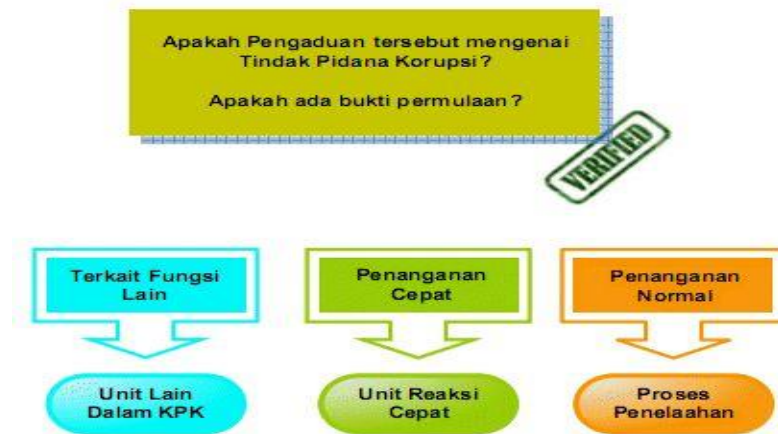 Apakah Pengaduan tersebut mengenai
Tindak Pidana Korupsi?
Apakah ada bukti permulaan?
VERIFIED
Terkait Fungsi
Lain
Penanganan
Cepat
Penanganan
Normal
Unit Lain
Dalam KPK
Unit Reaksi
Cepat
Proses
Penelaahan